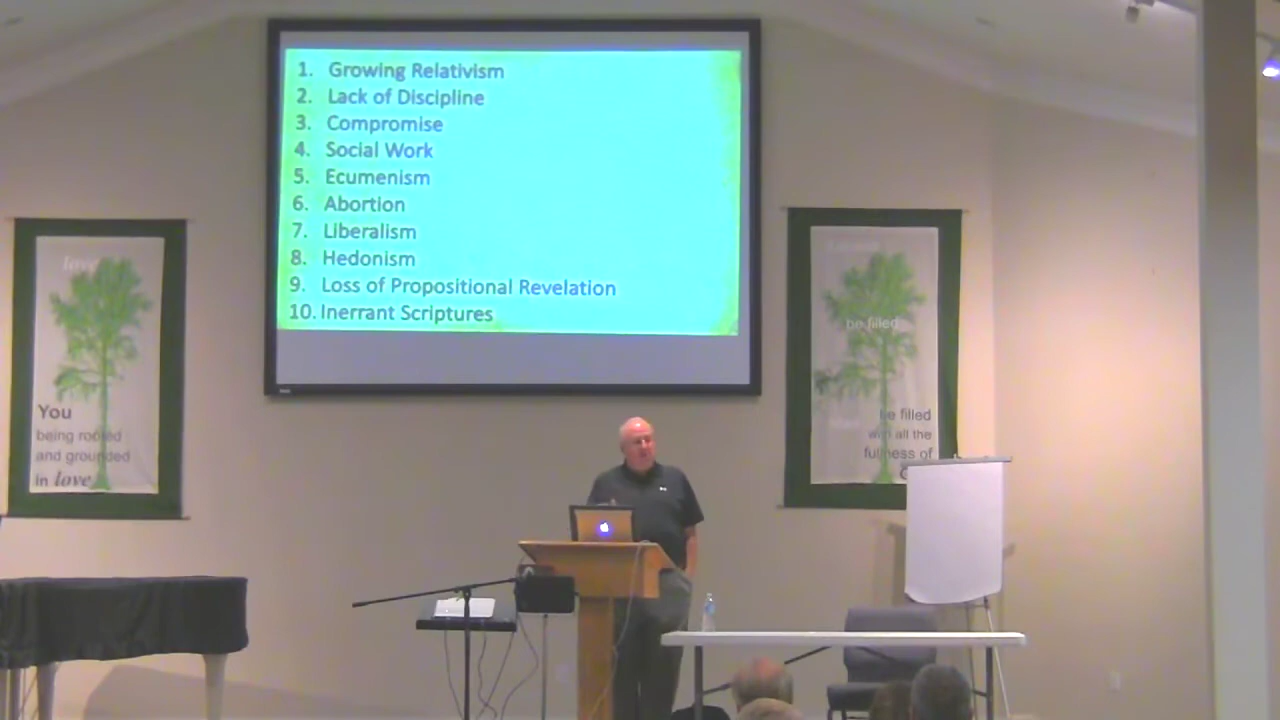 1. Growing Relativism
2. Lack of Discipline
3. Compromise
4. Social Work
5. Ecumenism
6. Abortion
7. Liberalism
8. Hedonism
9. Loss of Propositional Revelation
10. Inerrant Scriptures
love
You
being rooted
and grounded
in love
be filled
be filled
with all the
fullness of